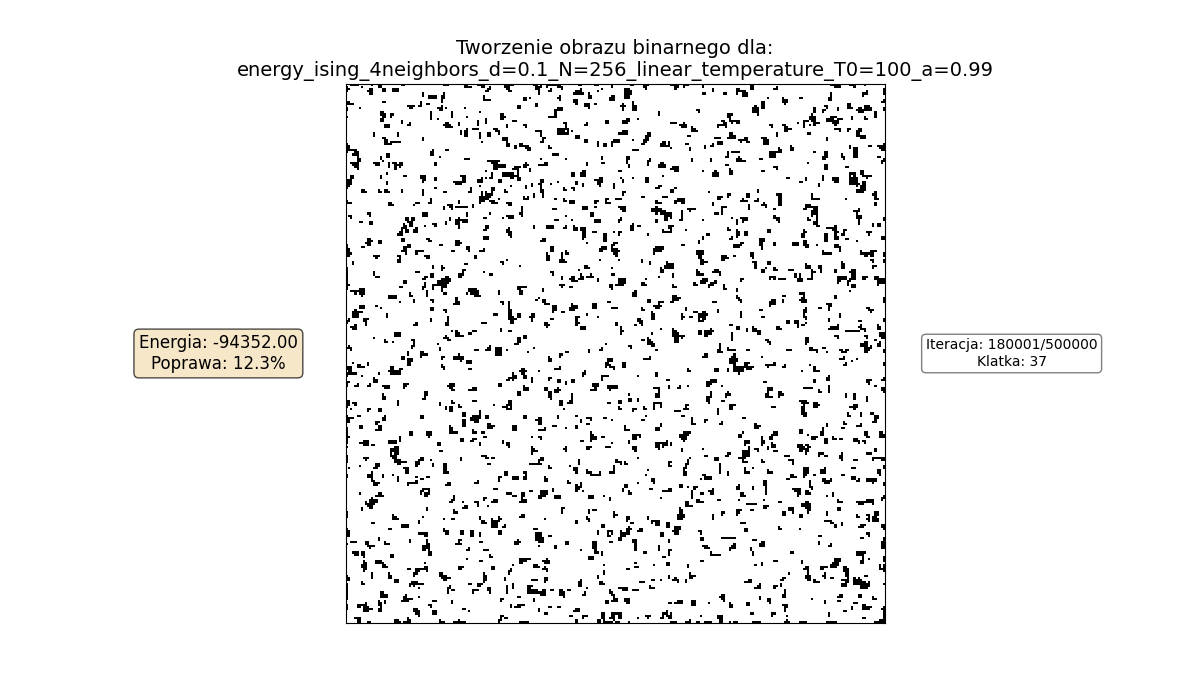 Tworzenie obrazu binarnego dla:
energy_ising_4neighbors_d=0.1_N=256_linear_temperature_T0=100_a=0.99
Energia: -94352.00
Poprawa: 12.3%
Iteracja: 180001/500000
Klatka: 37